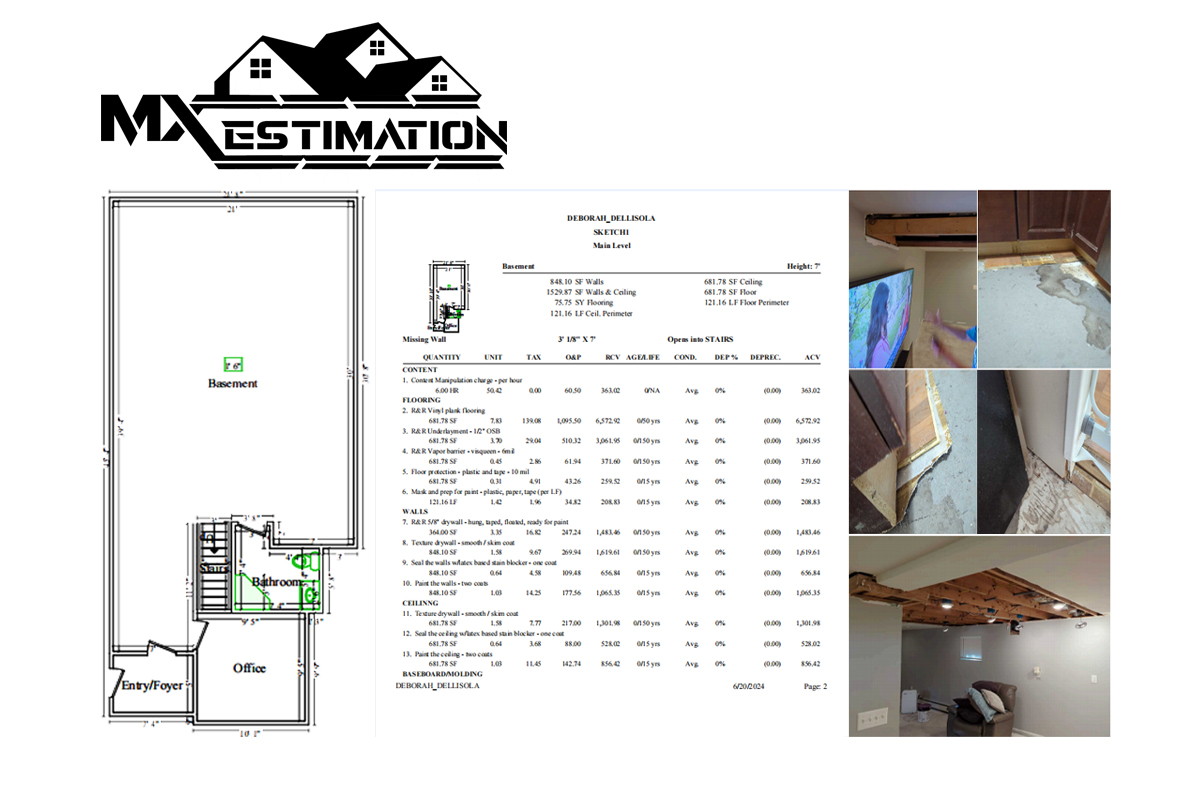 MX ESTIMATION
28'
Basement
1' 6"
3' 8"
Stairs
Bathroom
9' 5"
Office
Entry/Foyer
7' 4"
10' 1"
DEBORAH_DELLISOLA
SKETCH1
Main Level
Basement Height: 7'
848.10 SF Walls 681.78 SF Ceiling
1529.87 SF Walls & Ceiling 681.78 SF Floor
75.75 SY Flooring 121.16 LF Floor Perimeter
121.16 LF Ceil. Perimeter
Missing Wall 3' 1/8" X 7' Opens into STAIRS
QUANTITY UNIT TAX O&P RCV AGE/LIFE COND. DEP % DEPREC. ACV
CONTENT
1. Content Manipulation charge - per hour
6.00 HR 50.42 0.00 60.50 363.02 0/NA Avg. 0% (0.00) 363.02
FLOORING
2. R&R Vinyl plank flooring
681.78 SF 7.83 139.08 1,095.50 6,572.92 0/50 yrs Avg. 0% (0.00) 6,572.92
3. R&R Underlayment - 1/2" OSB
681.78 SF 3.70 29.04 510.32 3,061.95 0/150 yrs Avg. 0% (0.00) 3,061.95
4. R&R Vapor barrier - visqueen - 6mil
681.78 SF 0.45 2.86 61.94 371.60 0/150 yrs Avg. 0% (0.00) 371.60
5. Floor protection - plastic and tape - 10 mil
681.78 SF 0.31 4.91 43.26 259.52 0/15 yrs Avg. 0% (0.00) 259.52
6. Mask and prep for paint - plastic, paper, tape (per LF)
121.16 LF 1.42 1.96 34.82 208.83 0/15 yrs Avg. 0% (0.00) 208.83
WALLS
7. R&R 5/8" drywall - hung, taped, floated, ready for paint
364.00 SF 3.35 16.82 247.24 1,483.46 0/150 yrs Avg. 0% (0.00) 1,483.46
8. Texture drywall - smooth / skim coat
848.10 SF 1.58 9.67 269.94 1,619.61 0/150 yrs Avg. 0% (0.00) 1,619.61
9. Seal the walls w/latex based stain blocker - one coat
848.10 SF 0.64 4.58 109.48 656.84 0/15 yrs Avg. 0% (0.00) 656.84
10. Paint the walls - two coats
848.10 SF 1.03 14.25 177.56 1,065.35 0/15 yrs Avg. 0% (0.00) 1,065.35
CEILINNG
11. Texture drywall - smooth / skim coat
681.78 SF 1.58 7.77 217.00 1,301.98 0/150 yrs Avg. 0% (0.00) 1,301.98
12. Seal the ceiling w/latex based stain blocker - one coat
681.78 SF 0.64 3.68 88.00 528.02 0/15 yrs Avg. 0% (0.00) 528.02
13. Paint the ceiling - two coats
681.78 SF 1.03 11.45 142.74 856.42 0/15 yrs Avg. 0% (0.00) 856.42
BASEBOARD/MOLDING
DEBORAH_DELLISOLA 6/20/2024 Page: 2